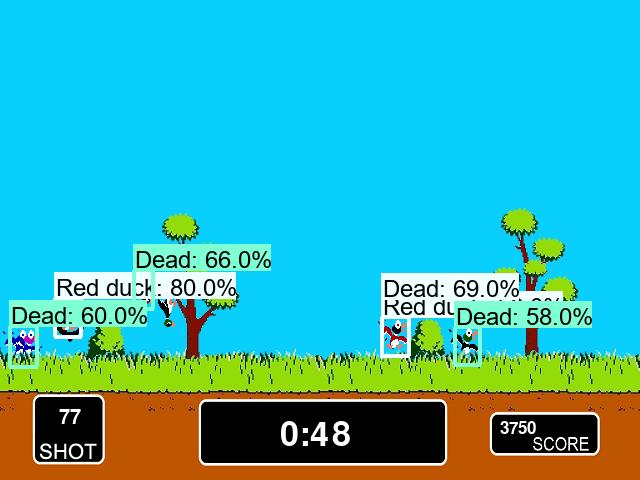 Dead: 66.0%
Red duck: 80.0%
Dead: 69.0%
Red du
Dead: 60.0%
Dead: 58.0%
77
SHOT
0:48
3750
SCORE